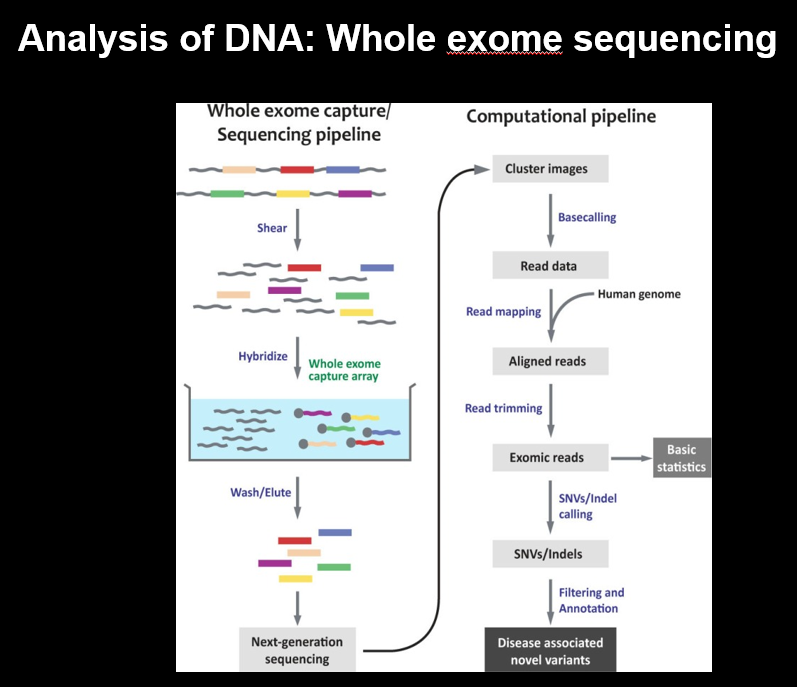 Analysis of DNA: Whole exome sequencing
Whole exome capture/
Sequencing pipeline
Shear
Hybridize
Whole exome
capture array
Wash/Elute
Next-generation
sequencing
Computational pipeline
Cluster images
Basecalling
Read data
Human genome
Read mapping
Aligned reads
Read trimming
Exomic reads
Basic
statistics
SNVs/Indel
calling
SNVs/Indels
Filtering and
Annotation
Disease associated
novel variants